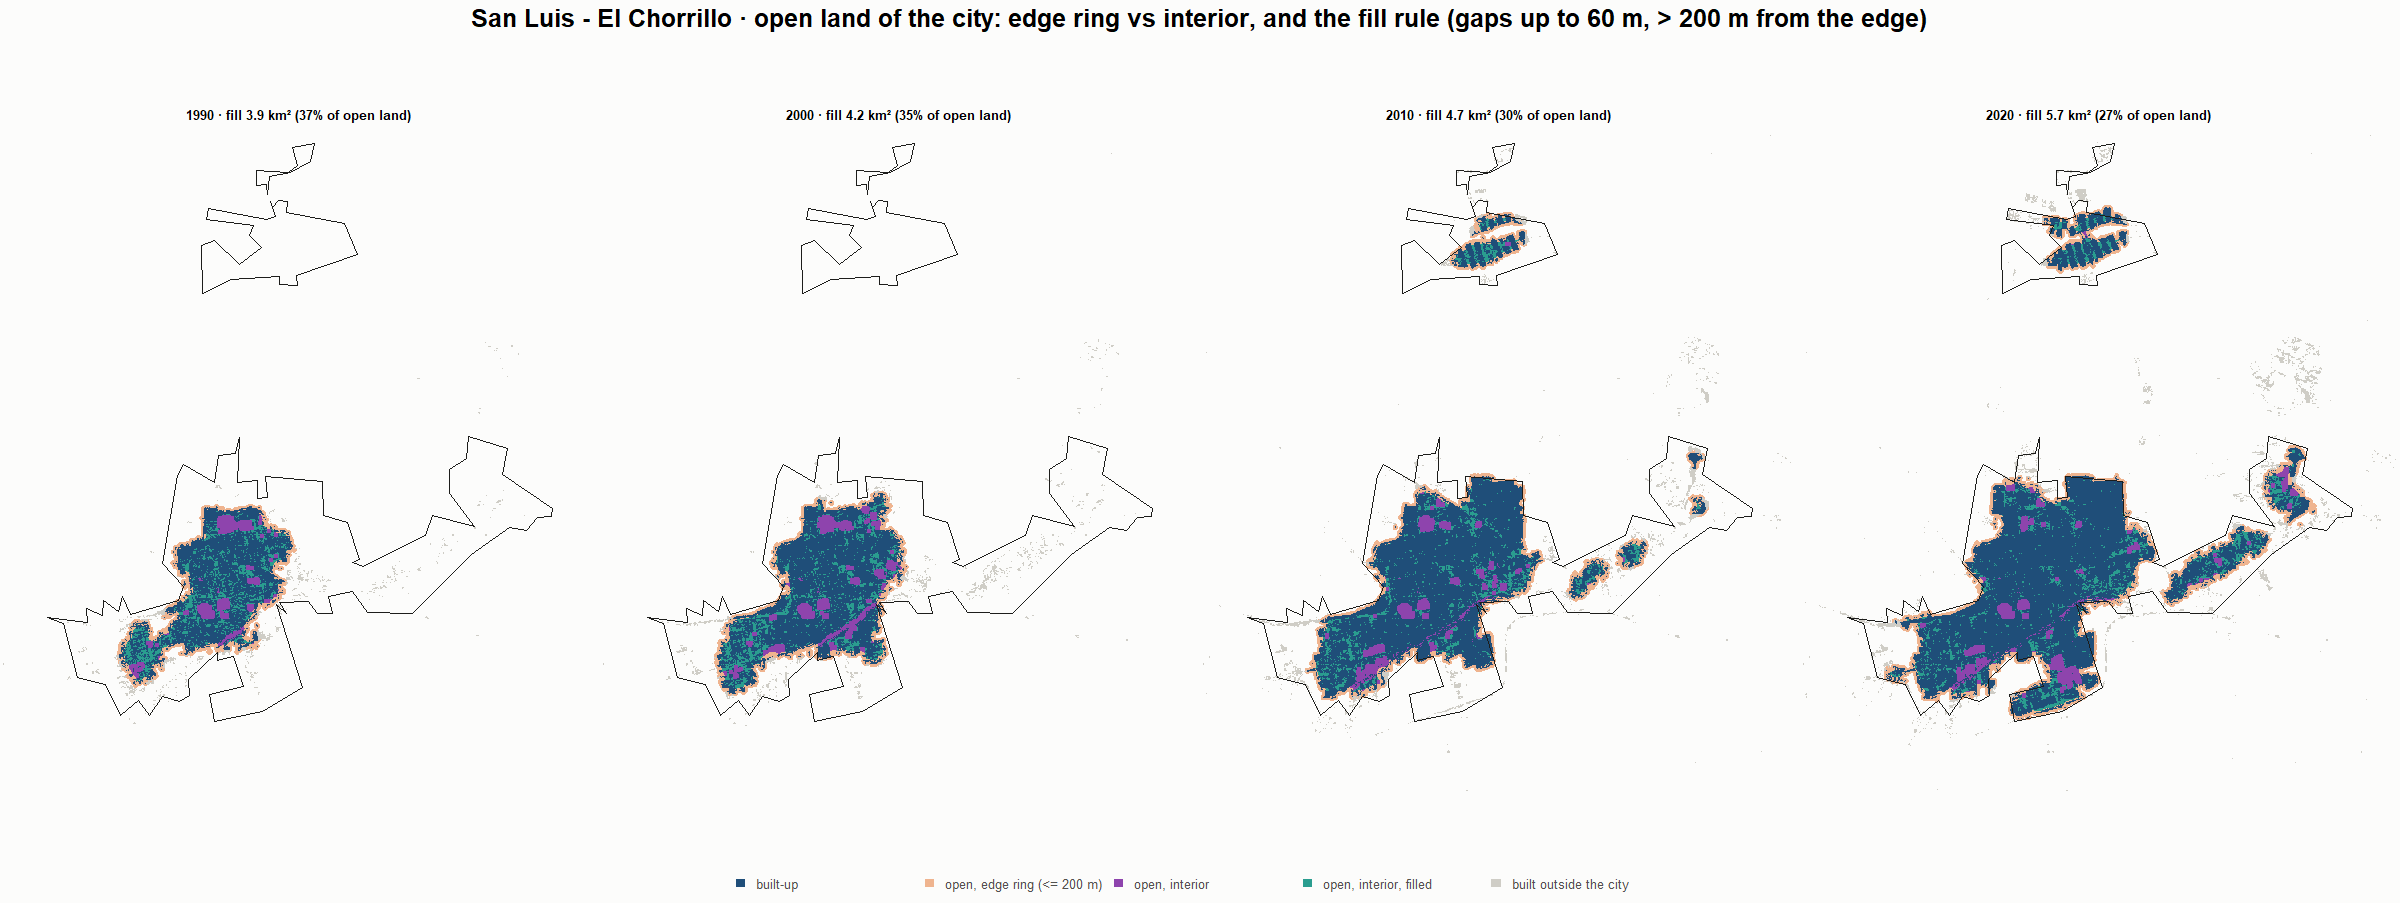 San Luis - El Chorrillo · open land of the city: edge ring vs interior, and the fill rule (gaps up to 60 m, > 200 m from the edge)
1990 · fill 3.9 km² (37% of open land)
2000 · fill 4.2 km² (35% of open land)
2010 · fill 4.7 km² (30% of open land)
2020 · fill 5.7 km² (27% of open land)
built-up
open, edge ring (<= 200 m)
open, interior
open, interior, filled
built outside the city